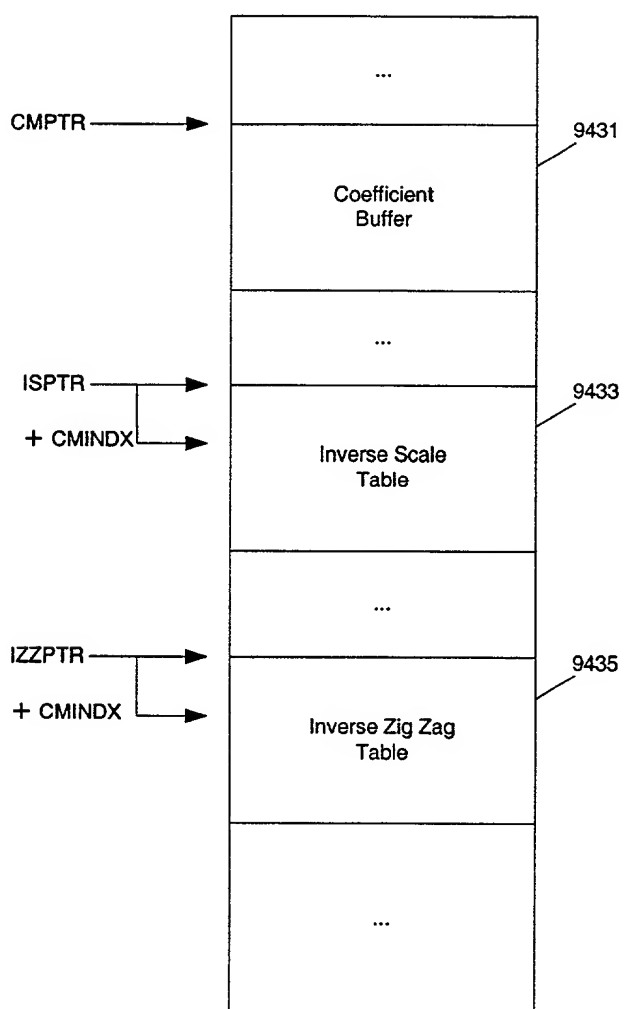 ...
CMPTR
9431
Coefficient
Buffer
...
ISPTR
9433
+ CMINDX
Inverse Scale
Table
...
IZZPTR
9435
+ CMINDX
Inverse Zig Zag
Table
...